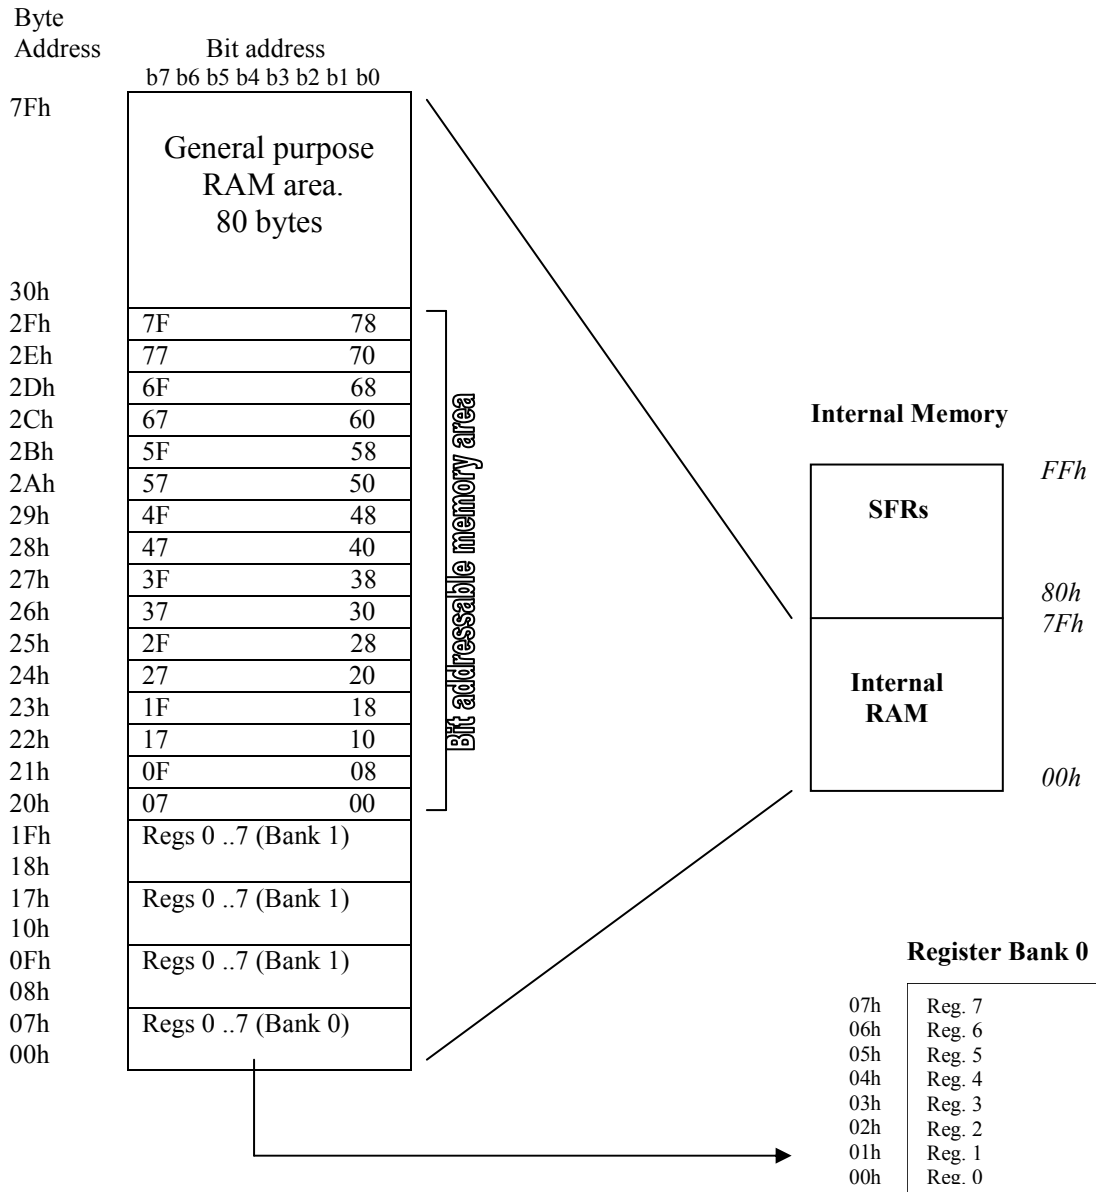 Byte
Address
Bit address
b7 b6 b5 b4 b3 b2 b1 b0
7Fh
General purpose
RAM area.
80 bytes
30h
2Fh 7F 78
2Eh 77 70
2Dh 6F 68
2Ch 67 60
2Bh 5F 58
2Ah 57 50
29h 4F 48
28h 47 40
27h 3F 38
26h 37 30
25h 2F 28
24h 27 20
23h 1F 18
22h 17 10
21h 0F 08
20h 07 00
1Fh Regs 0 ..7 (Bank 1)
18h
17h Regs 0 ..7 (Bank 1)
10h
0Fh Regs 0 ..7 (Bank 1)
08h
07h Regs 0 ..7 (Bank 0)
00h
Bit addressable memory area
Internal Memory
FFh
SFRs
80h
7Fh
Internal
RAM
00h
Register Bank 0
07h Reg. 7
06h Reg. 6
05h Reg. 5
04h Reg. 4
03h Reg. 3
02h Reg. 2
01h Reg. 1
00h Reg. 0